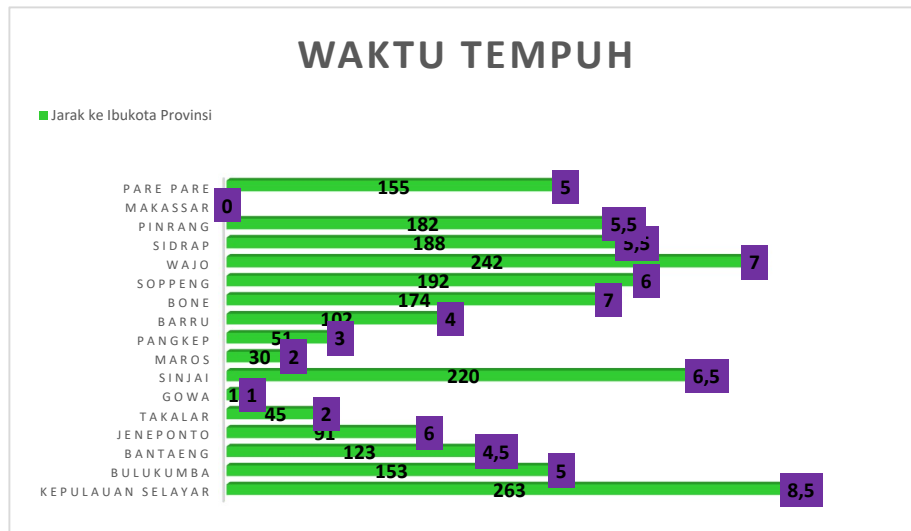 WAKTU TEMPUH
Jarak ke Ibukota Provinsi
PARE PARE 155 5
MAKASSAR 0
PINRANG 182 5,5
SIDRAP 188 5,5
WAJO 242 7
SOPPENG 192 6
BONE 174 7
BARRU 102 4
PANGKEP 51 3
MAROS 30 2
SINJAI 220 6,5
GOWA 1
TAKALAR 45 2
JENEPONTO 91 6
BANTAENG 123 4,5
BULUKUMBA 153 5
KEPULAUAN SELAYAR 263 8,5